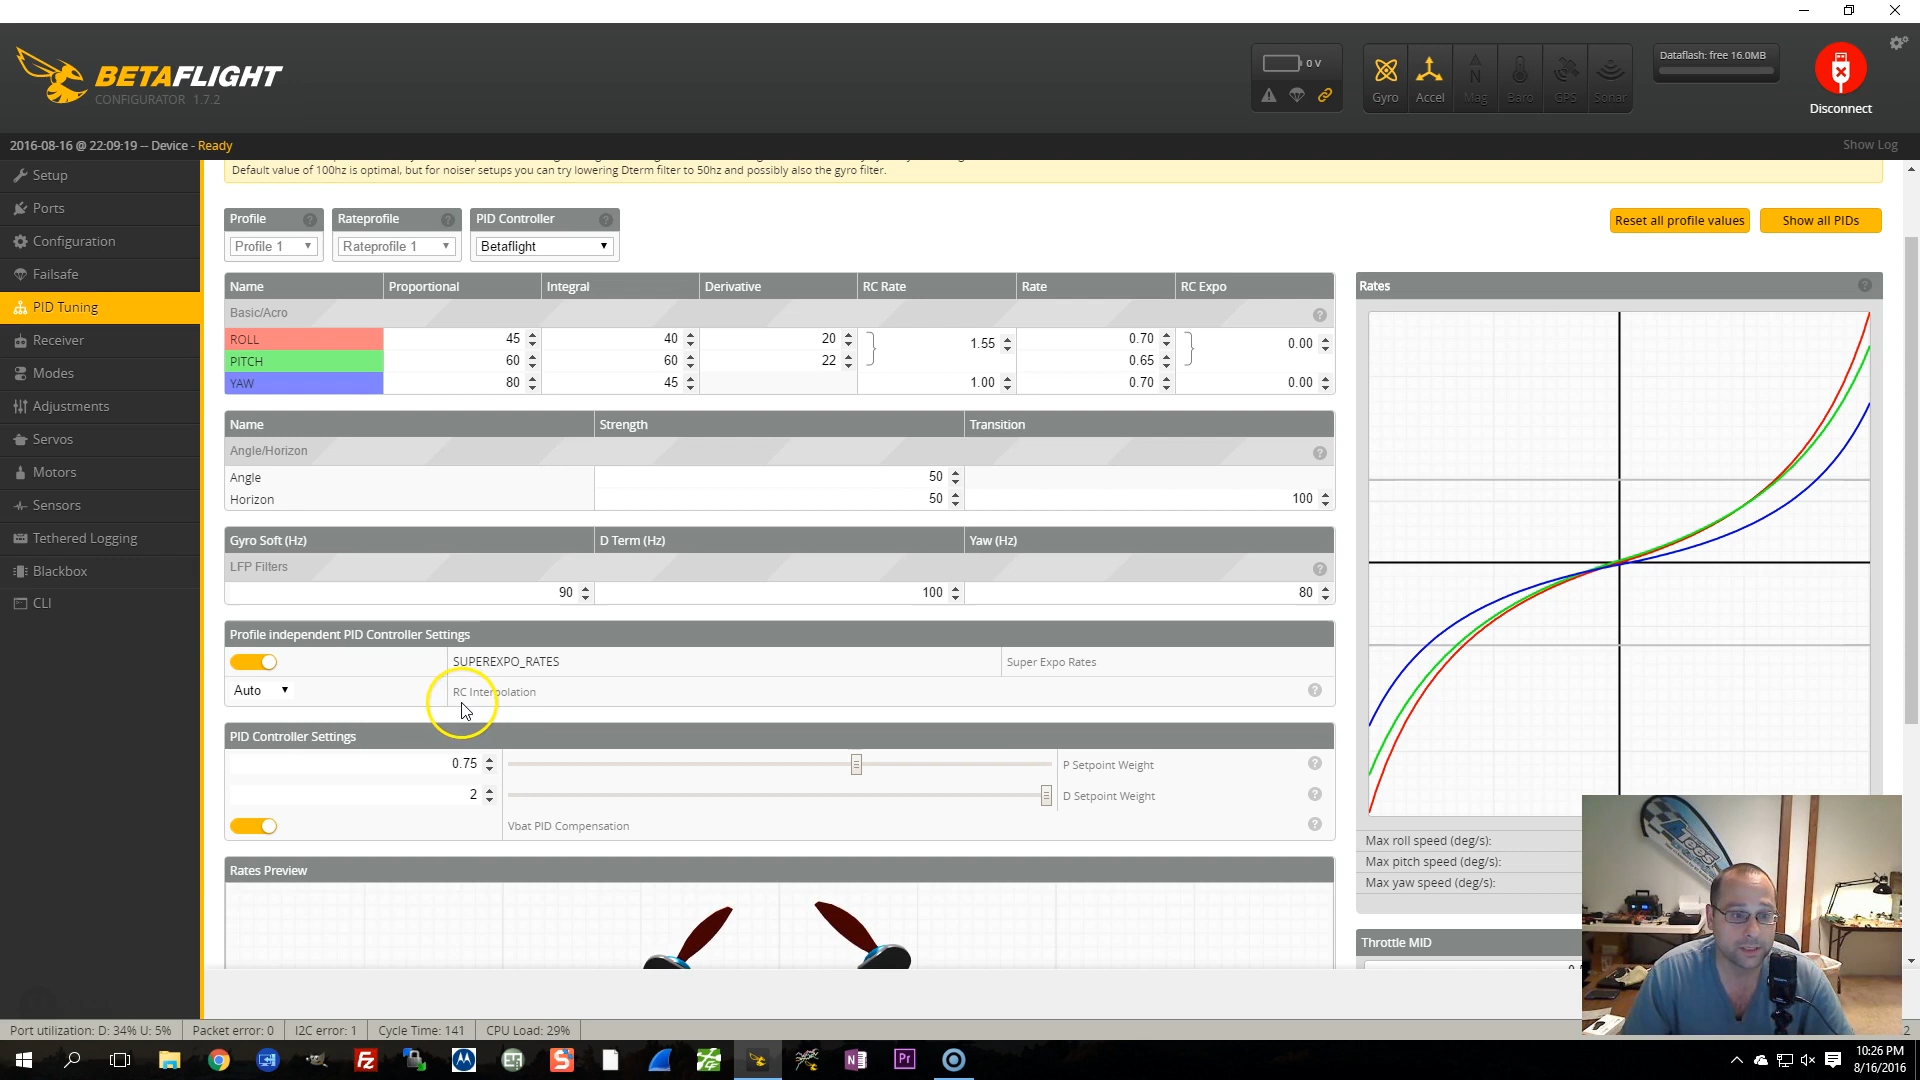 BETAFLIGHT
CONFIGURATOR 1.7.2
0 V
Gyro
Accel
Mag
Baro
GPS
Sonar
Dataflash: free 16.0MB
Disconnect
2016-08-16 @ 22:09:19 -- Device - Ready
Show Log
Setup
Ports
Configuration
Failsafe
PID Tuning
Receiver
Modes
Adjustments
Servos
Motors
Sensors
Tethered Logging
Blackbox
CLI
Default value of 100hz is optimal, but for noiser setups you can try lowering Dterm filter to 50hz and possibly also the gyro filter.
Profile
Rateprofile
PID Controller
Profile 1
Rateprofile 1
Betaflight
Reset all profile values
Show all PIDs
Name Proportional Integral Derivative RC Rate Rate RC Expo
Basic/Acro
ROLL 45 40 20 1.55 0.70 0.00
PITCH 60 60 22 0.65
YAW 80 45 1.00 0.70 0.00
Name Strength Transition
Angle/Horizon
Angle 50
Horizon 50 100
Gyro Soft (Hz) D Term (Hz) Yaw (Hz)
LFP Filters
90 100 80
Profile independent PID Controller Settings
SUPEREXPO_RATES Super Expo Rates
Auto RC Interpolation
PID Controller Settings
0.75 P Setpoint Weight
2 D Setpoint Weight
Vbat PID Compensation
Rates Preview
Rates
Max roll speed (deg/s):
Max pitch speed (deg/s):
Max yaw speed (deg/s):
Throttle MID
Port utilization: D: 34% U: 5%
Packet error: 0
I2C error: 1
Cycle Time: 141
CPU Load: 29%
10:26 PM
8/16/2016